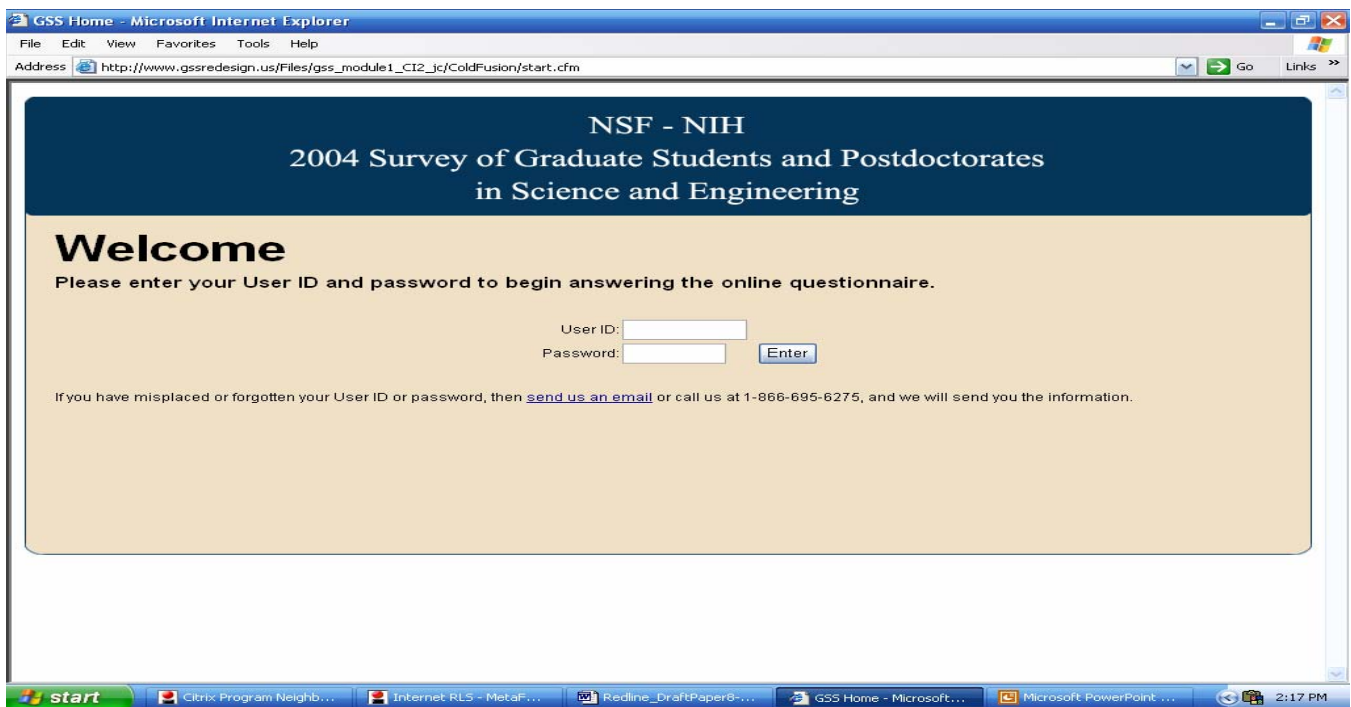 GSS Home - Microsoft Internet Explorer
File Edit View Favorites Tools Help
Address http://www.gssredesign.us/Files/gss_module1_CI2_jc/ColdFusion/start.cfm Go Links »
NSF - NIH
2004 Survey of Graduate Students and Postdoctorates
in Science and Engineering
Welcome
Please enter your User ID and password to begin answering the online questionnaire.
User ID:
Password: Enter
If you have misplaced or forgotten your User ID or password, then send us an email or call us at 1-866-695-6275, and we will send you the information.
start Citrix Program Neighb... Internet RLS - MetaF... Redline_DraftPaper8-... GSS Home - Microsoft... Microsoft PowerPoint ... 2:17 PM